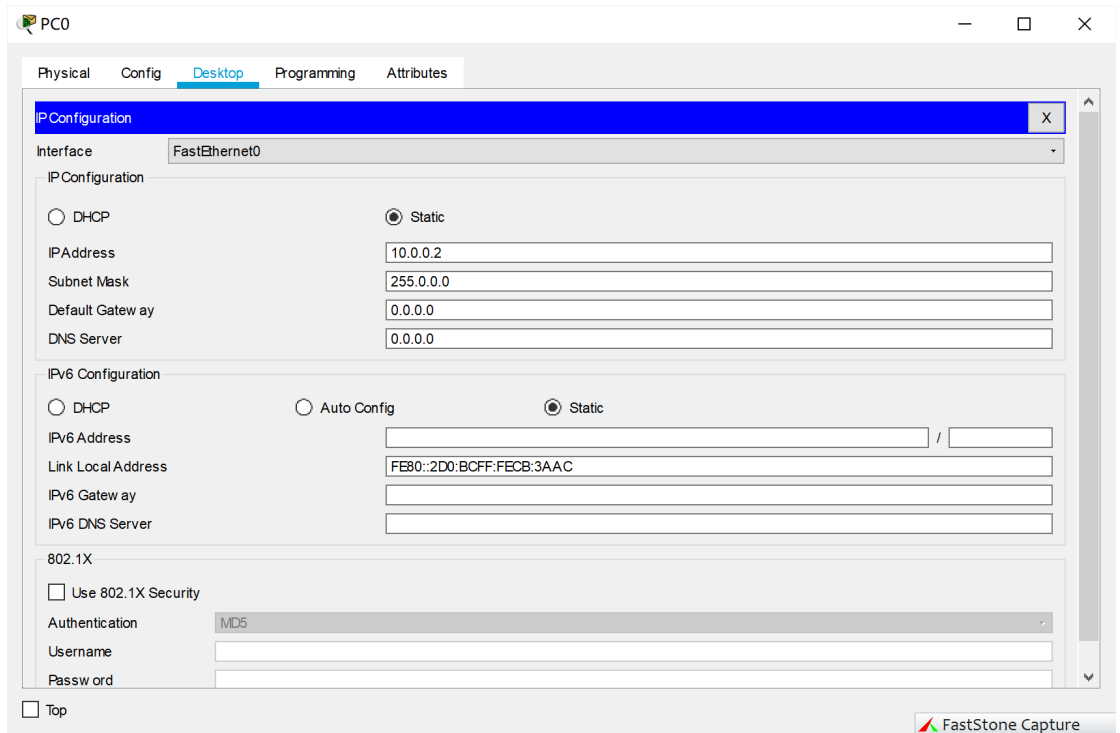 PC0
Physical Config Desktop Programming Attributes
IP Configuration X
Interface FastEthernet0
IP Configuration
DHCP Static
IP Address 10.0.0.2
Subnet Mask 255.0.0.0
Default Gateway 0.0.0.0
DNS Server 0.0.0.0
IPv6 Configuration
DHCP Auto Config Static
IPv6 Address /
Link Local Address FE80::2D0:BCFF:FECB:3AAC
IPv6 Gateway
IPv6 DNS Server
802.1X
Use 802.1X Security
Authentication MD5
Username
Password
Top
FastStone Capture